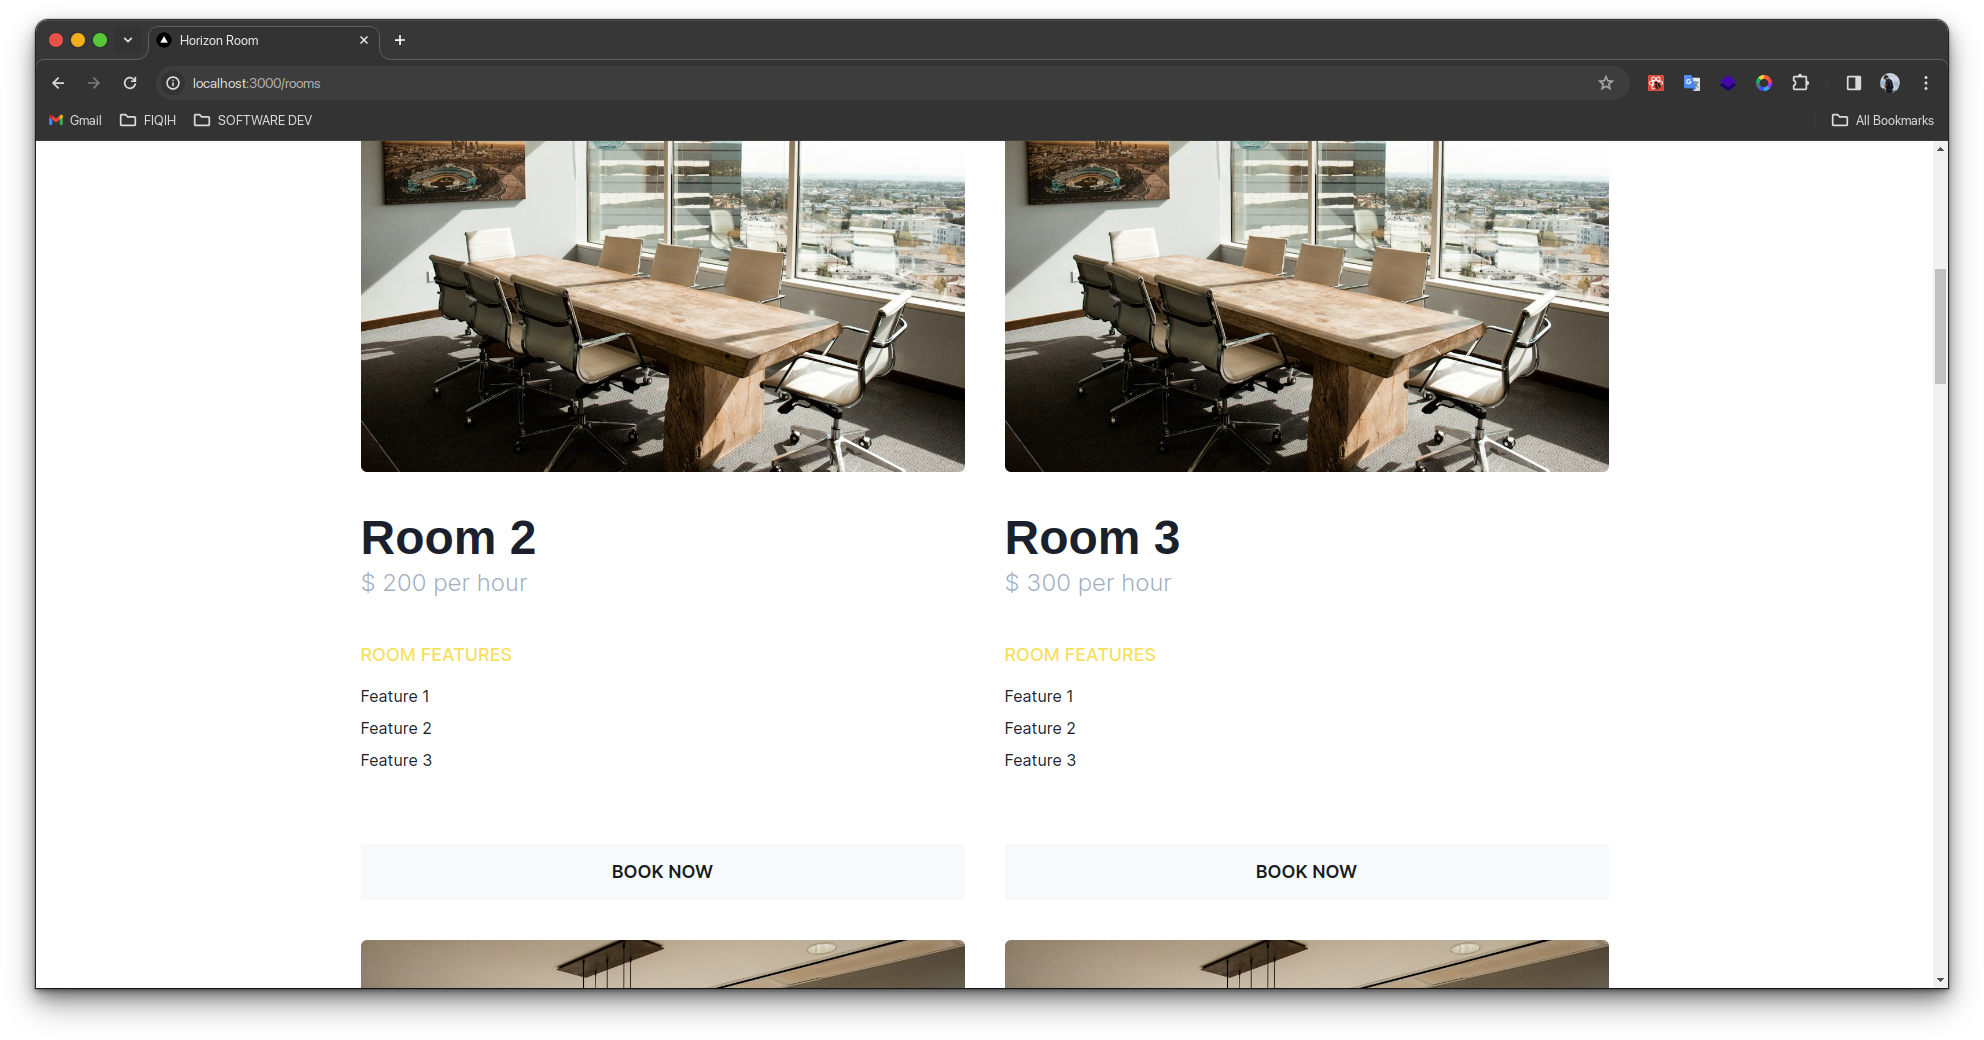 Horizon Room
localhost:3000/rooms
Gmail
FIQIH
SOFTWARE DEV
All Bookmarks
Room 2
$ 200 per hour
ROOM FEATURES
Feature 1
Feature 2
Feature 3
BOOK NOW
Room 3
$ 300 per hour
ROOM FEATURES
Feature 1
Feature 2
Feature 3
BOOK NOW